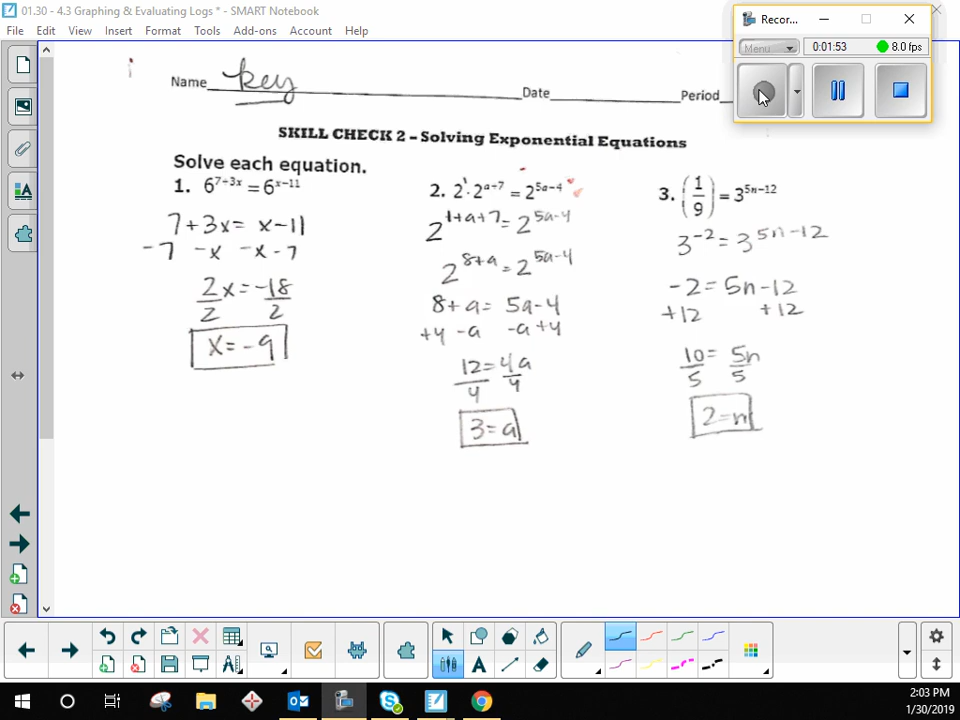 01.30 - 4.3 Graphing & Evaluating Logs * - SMART Notebook
File Edit View Insert Format Tools Add-ons Account Help
Recor...
Menu 0:01:53 8.0 fps
Name Key Date Period
SKILL CHECK 2 – Solving Exponential Equations
Solve each equation.
1. 6^(7+3x) = 6^(x−11)
7+3x = x−11
−7 −x −x −7
2x = −18
2 2
x = −9
2. 2^1 · 2^(a+7) = 2^(5a−4)
2^(1+a+7) = 2^(5a−4)
2^(8+a) = 2^(5a−4)
8+a = 5a−4
+4 −a −a +4
12 = 4a
4 4
3 = a
3. (1/9) = 3^(5n−12)
3^(−2) = 3^(5n−12)
−2 = 5n−12
+12 +12
10 = 5n
5 5
2 = n
2:03 PM
1/30/2019